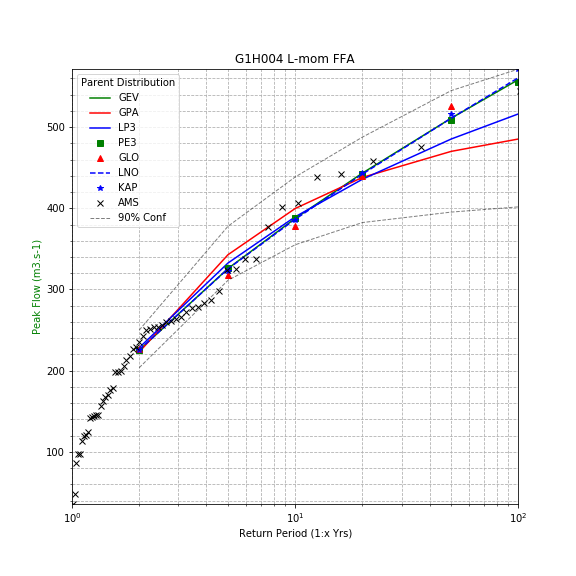 G1H004 L-mom FFA
Parent Distribution
GEV
GPA
LP3
PE3
GLO
LNO
KAP
AMS
90% Conf
500
400
300
200
100
Peak Flow (m3.s-1)
10⁰
10¹
10²
Return Period (1:x Yrs)